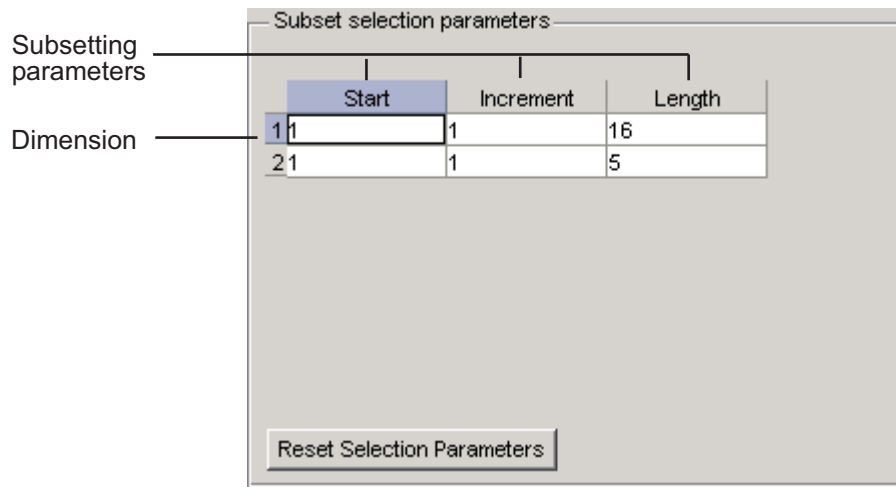 Subset selection parameters
Subsetting
parameters
Start Increment Length
1 1 1 16
Dimension
2 1 1 5
Reset Selection Parameters